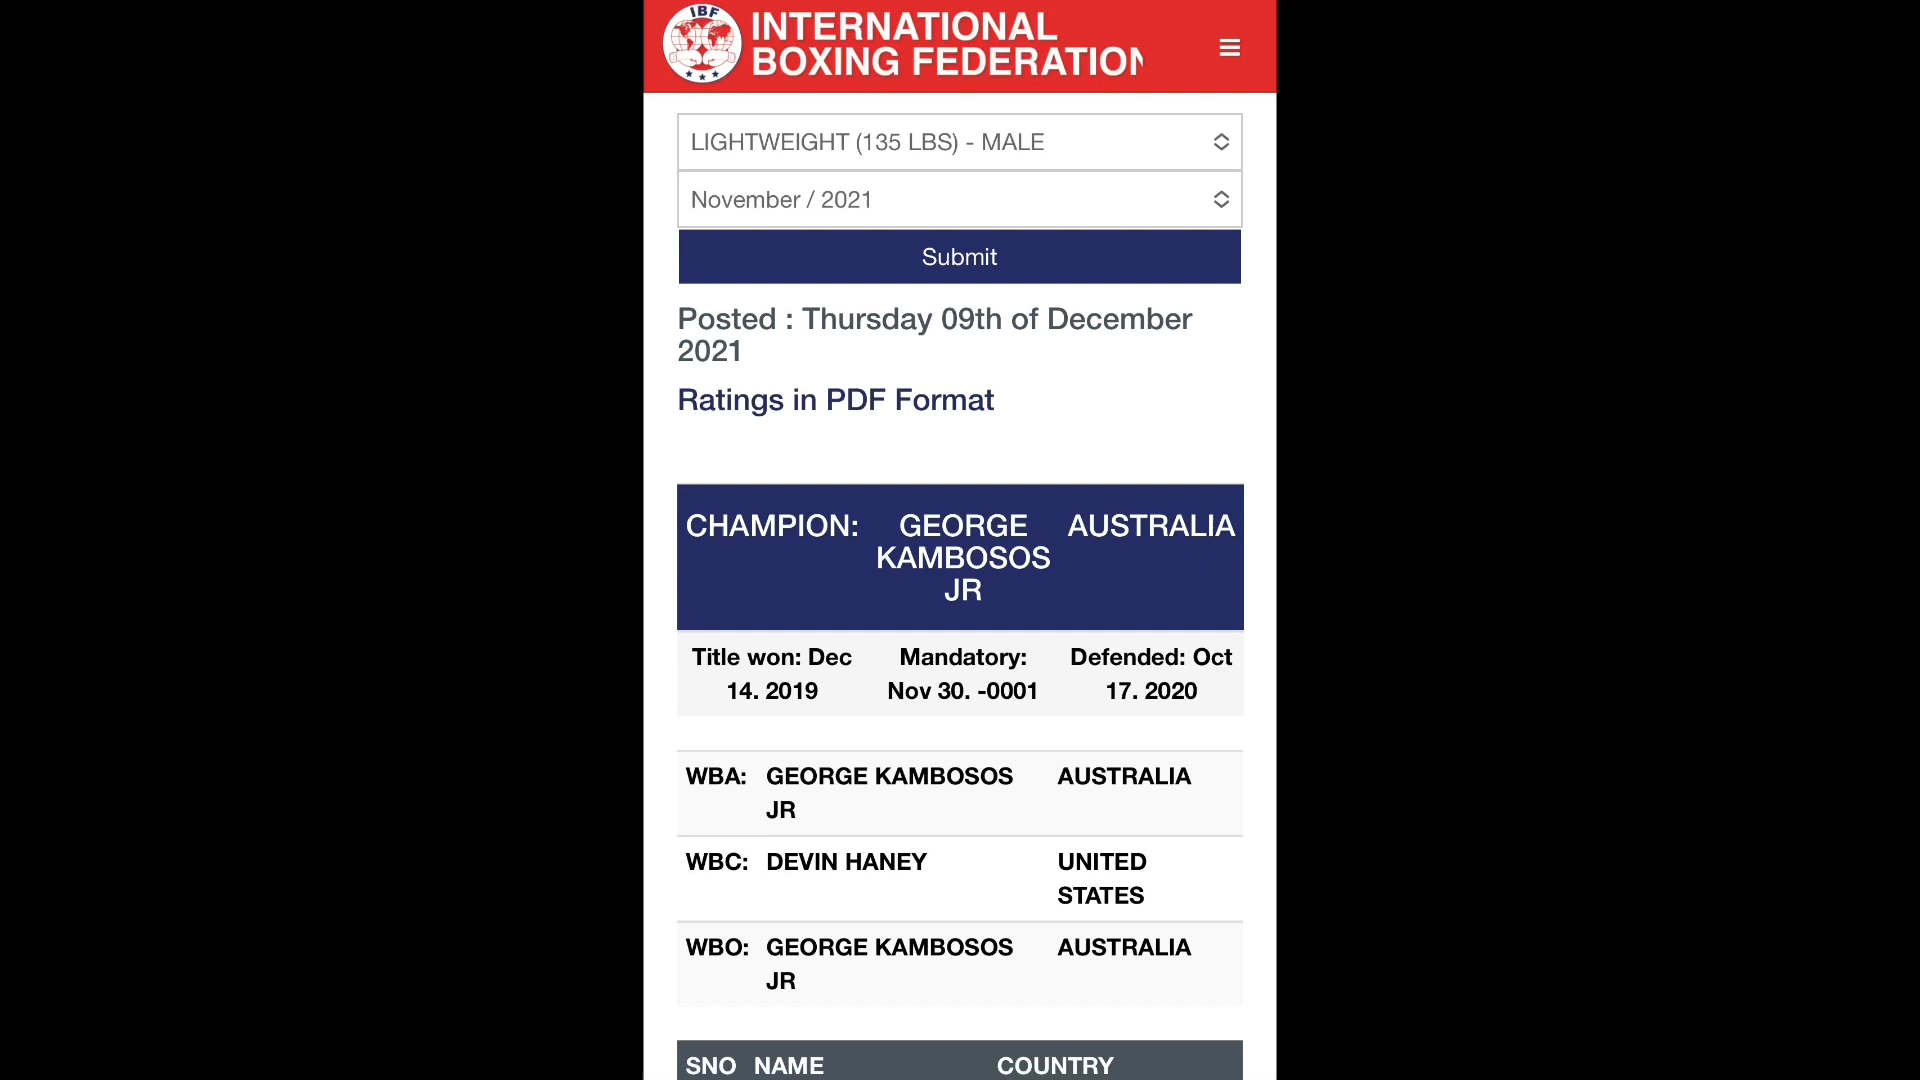 IBF
INTERNATIONAL
BOXING FEDERATION
LIGHTWEIGHT (135 LBS) - MALE
November / 2021
Submit
Posted : Thursday 09th of December
2021
Ratings in PDF Format
CHAMPION: GEORGE KAMBOSOS JR AUSTRALIA
Title won: Dec 14. 2019 Mandatory: Nov 30. -0001 Defended: Oct 17. 2020
WBA: GEORGE KAMBOSOS JR AUSTRALIA
WBC: DEVIN HANEY UNITED STATES
WBO: GEORGE KAMBOSOS JR AUSTRALIA
SNO NAME COUNTRY